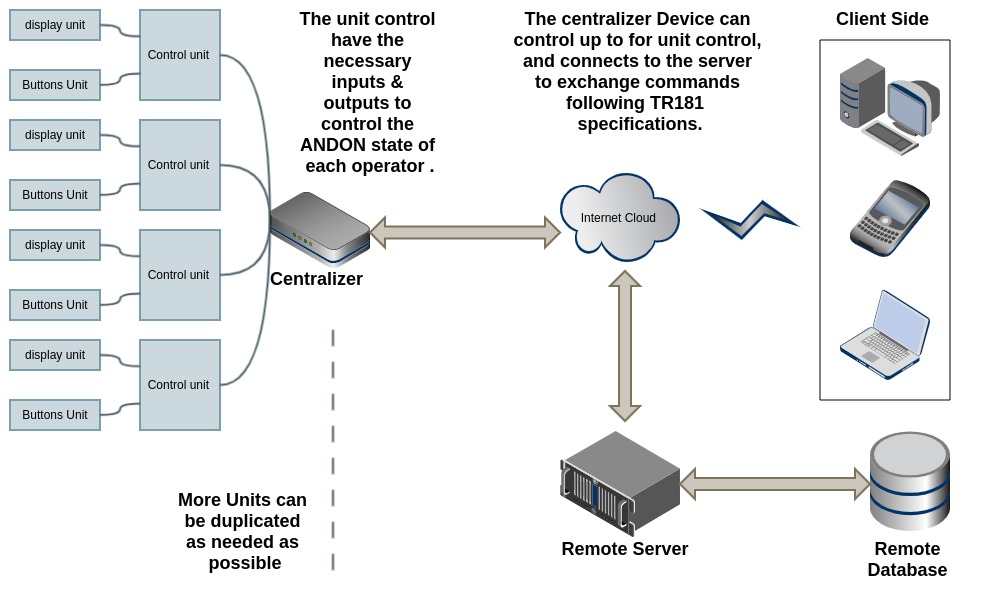 display unit
Buttons Unit
Control unit
display unit
Buttons Unit
Control unit
display unit
Buttons Unit
Control unit
display unit
Buttons Unit
Control unit
The unit control
have the
necessary
inputs &
outputs to
control the
ANDON state of
each operator .
The centralizer Device can
control up to for unit control,
and connects to the server
to exchange commands
following TR181
specifications.
Client Side
Internet Cloud
Centralizer
More Units can
be duplicated
as needed as
possible
Remote Server
Remote
Database